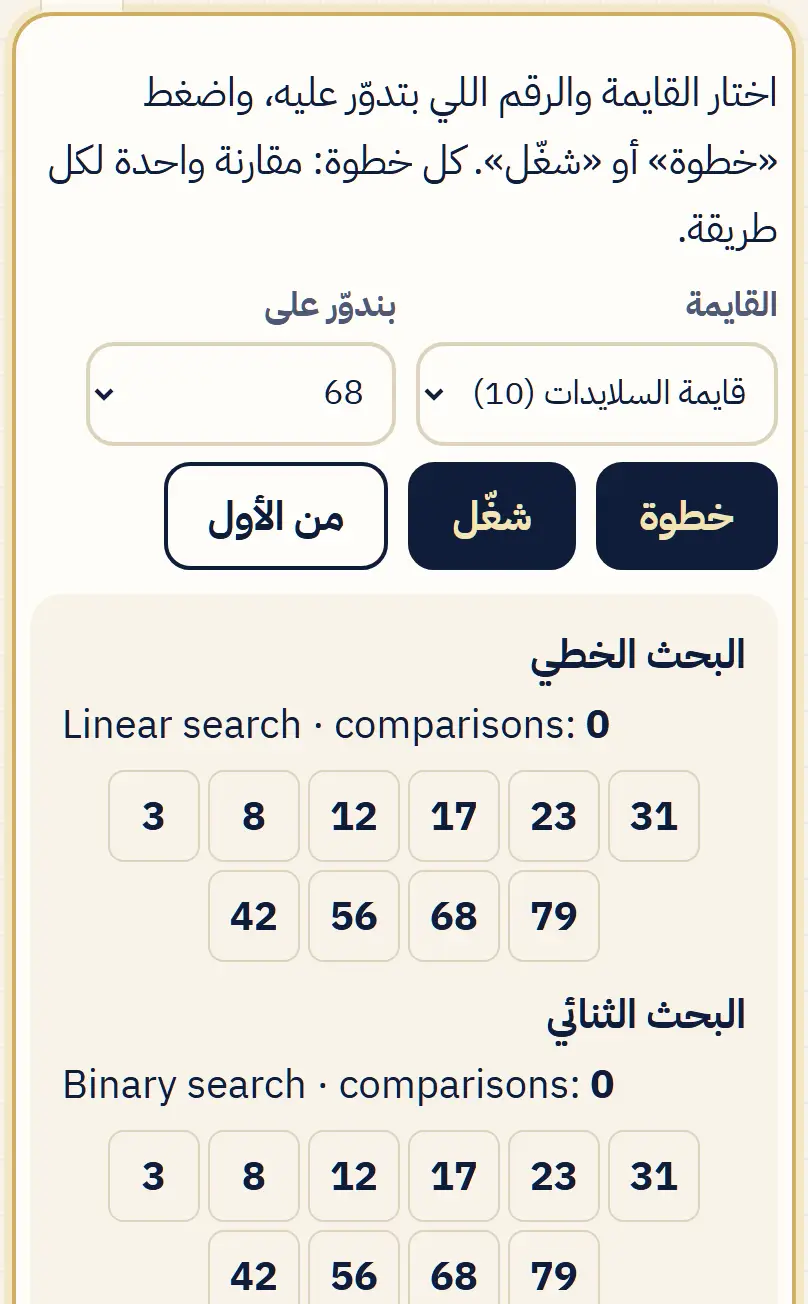 اختار القايمة والرقم اللي بتدوّر عليه، واضغط
«خطوة» أو «شغّل». كل خطوة: مقارنة واحدة لكل
طريقة.
القايمة
بندوّر على
قايمة السلايدات (10)
68
خطوة
شغّل
من الأول
البحث الخطي
Linear search · comparisons: 0
3 8 12 17 23 31
42 56 68 79
البحث الثنائي
Binary search · comparisons: 0
3 8 12 17 23 31
42 56 68 79